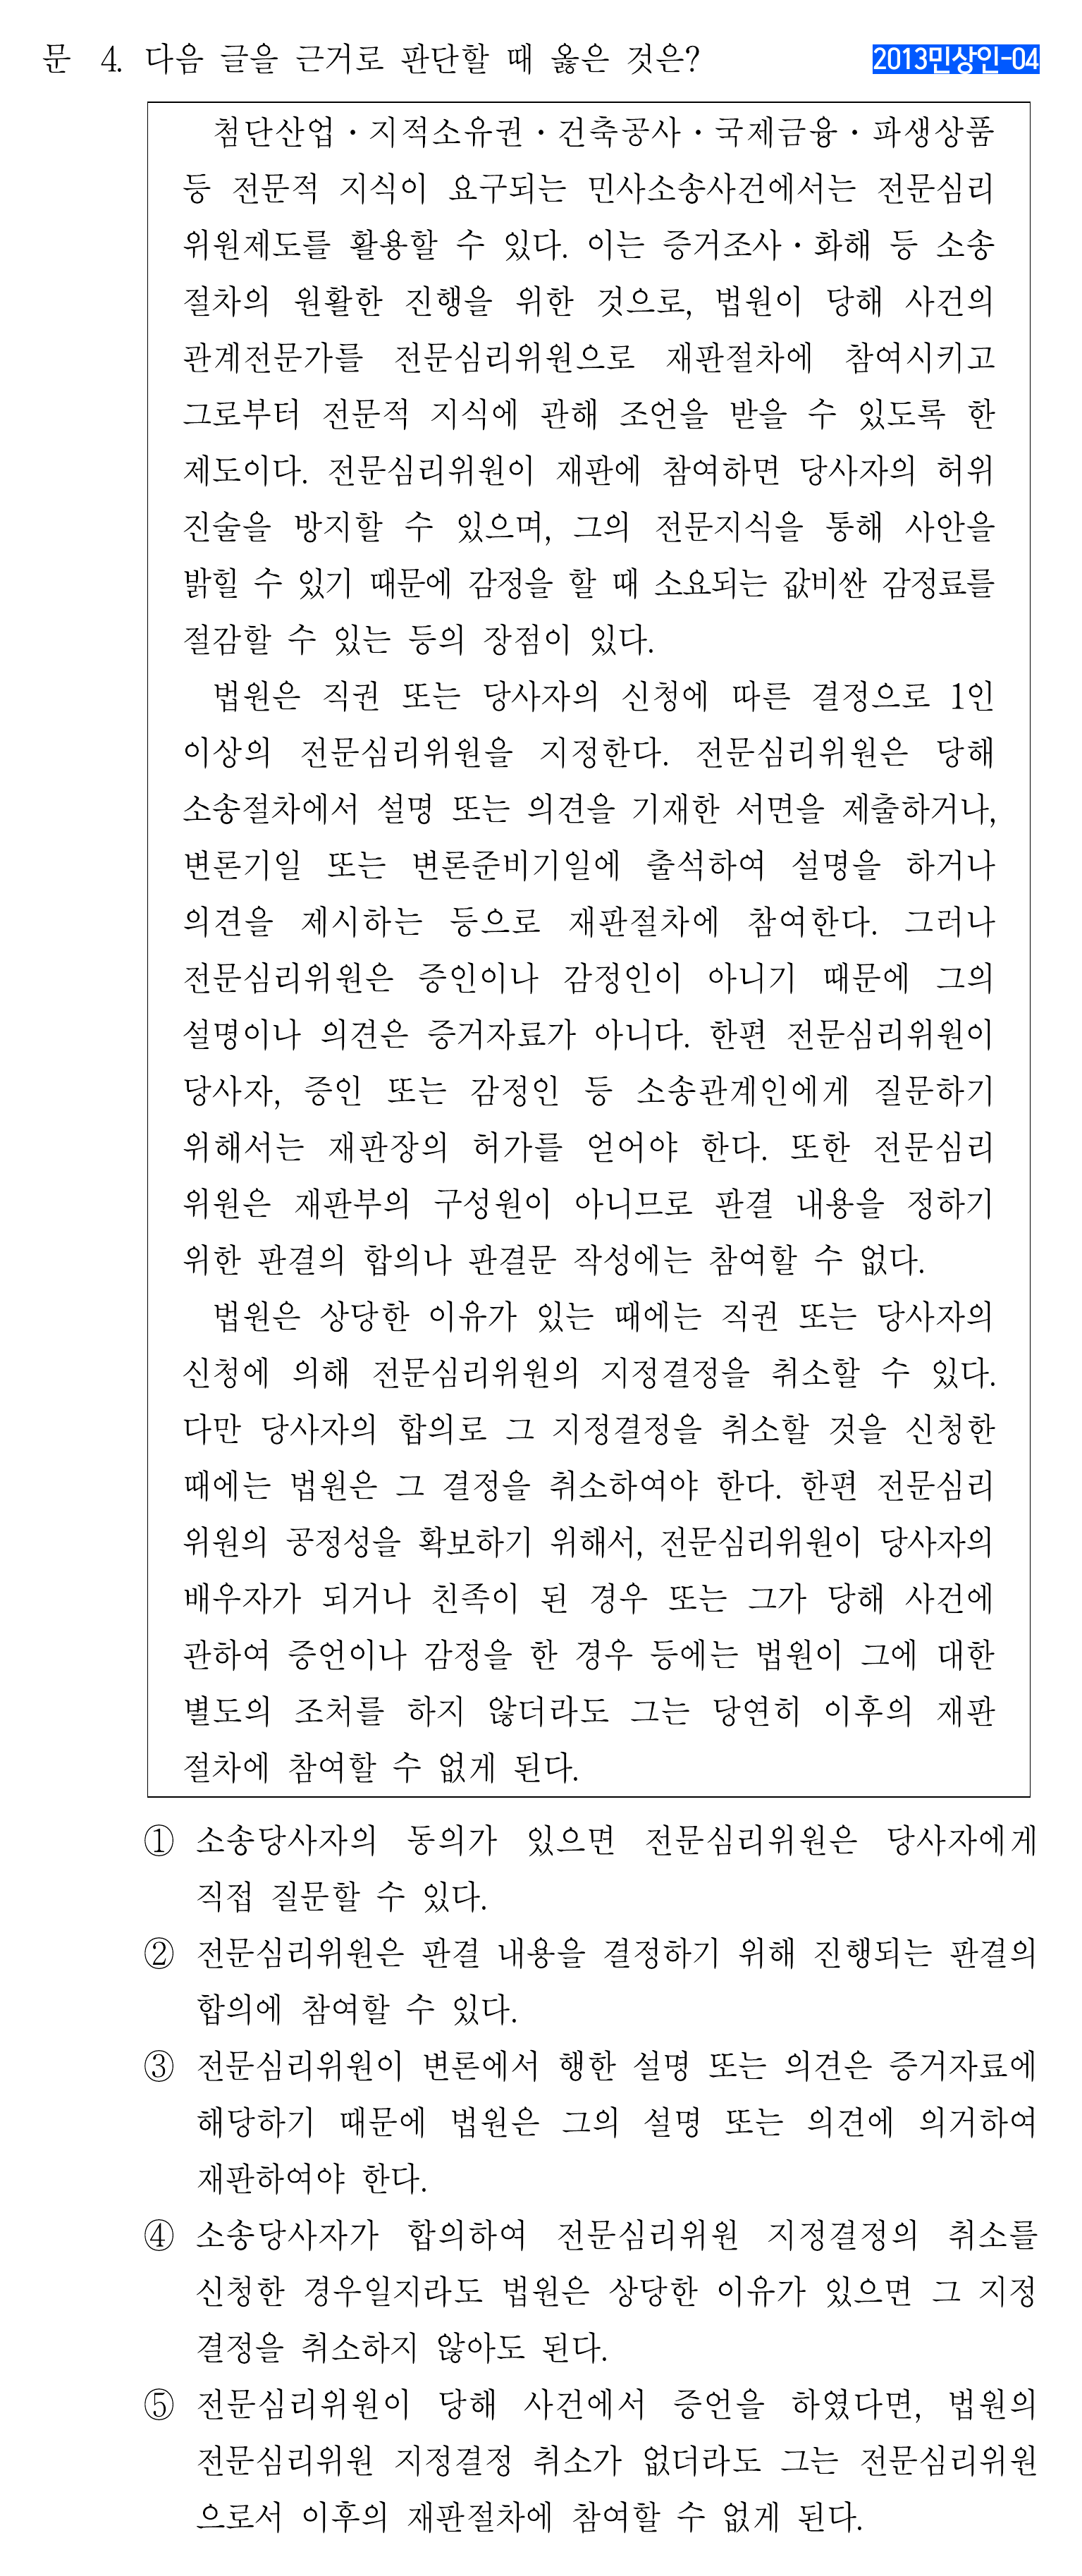 문 4. 다음 글을 근거로 판단할 때 옳은 것은? 2013민상인-04
첨단산업·지적소유권·건축공사·국제금융·파생상품
등 전문적 지식이 요구되는 민사소송사건에서는 전문심리
위원제도를 활용할 수 있다. 이는 증거조사·화해 등 소송
절차의 원활한 진행을 위한 것으로, 법원이 당해 사건의
관계전문가를 전문심리위원으로 재판절차에 참여시키고
그로부터 전문적 지식에 관해 조언을 받을 수 있도록 한
제도이다. 전문심리위원이 재판에 참여하면 당사자의 허위
진술을 방지할 수 있으며, 그의 전문지식을 통해 사안을
밝힐 수 있기 때문에 감정을 할 때 소요되는 값비싼 감정료를
절감할 수 있는 등의 장점이 있다.
법원은 직권 또는 당사자의 신청에 따른 결정으로 1인
이상의 전문심리위원을 지정한다. 전문심리위원은 당해
소송절차에서 설명 또는 의견을 기재한 서면을 제출하거나,
변론기일 또는 변론준비기일에 출석하여 설명을 하거나
의견을 제시하는 등으로 재판절차에 참여한다. 그러나
전문심리위원은 증인이나 감정인이 아니기 때문에 그의
설명이나 의견은 증거자료가 아니다. 한편 전문심리위원이
당사자, 증인 또는 감정인 등 소송관계인에게 질문하기
위해서는 재판장의 허가를 얻어야 한다. 또한 전문심리
위원은 재판부의 구성원이 아니므로 판결 내용을 정하기
위한 판결의 합의나 판결문 작성에는 참여할 수 없다.
법원은 상당한 이유가 있는 때에는 직권 또는 당사자의
신청에 의해 전문심리위원의 지정결정을 취소할 수 있다.
다만 당사자의 합의로 그 지정결정을 취소할 것을 신청한
때에는 법원은 그 결정을 취소하여야 한다. 한편 전문심리
위원의 공정성을 확보하기 위해서, 전문심리위원이 당사자의
배우자가 되거나 친족이 된 경우 또는 그가 당해 사건에
관하여 증언이나 감정을 한 경우 등에는 법원이 그에 대한
별도의 조처를 하지 않더라도 그는 당연히 이후의 재판
절차에 참여할 수 없게 된다.
① 소송당사자의 동의가 있으면 전문심리위원은 당사자에게
직접 질문할 수 있다.
② 전문심리위원은 판결 내용을 결정하기 위해 진행되는 판결의
합의에 참여할 수 있다.
③ 전문심리위원이 변론에서 행한 설명 또는 의견은 증거자료에
해당하기 때문에 법원은 그의 설명 또는 의견에 의거하여
재판하여야 한다.
④ 소송당사자가 합의하여 전문심리위원 지정결정의 취소를
신청한 경우일지라도 법원은 상당한 이유가 있으면 그 지정
결정을 취소하지 않아도 된다.
⑤ 전문심리위원이 당해 사건에서 증언을 하였다면, 법원의
전문심리위원 지정결정 취소가 없더라도 그는 전문심리위원
으로서 이후의 재판절차에 참여할 수 없게 된다.